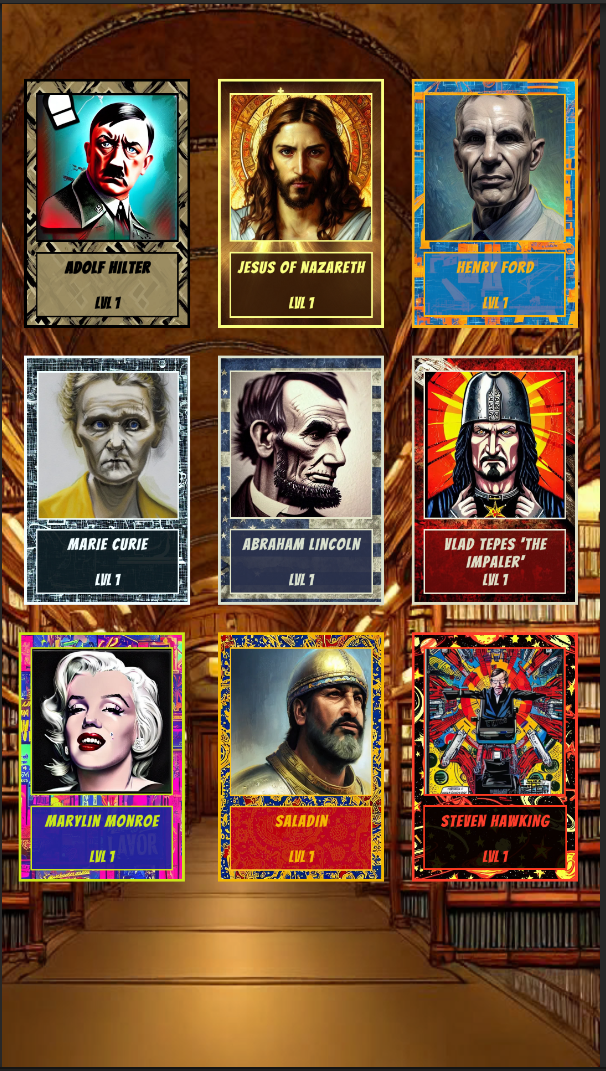 ADOLF HILTER
LVL 1
JESUS OF NAZARETH
LVL 1
HENRY FORD
LVL 1
MARIE CURIE
LVL 1
ABRAHAM LINCOLN
LVL 1
VLAD TEPES "THE
IMPALER"
LVL 1
MARYLIN MONROE
LVL 1
SALADIN
LVL 1
STEVEN HAWKING
LVL 1